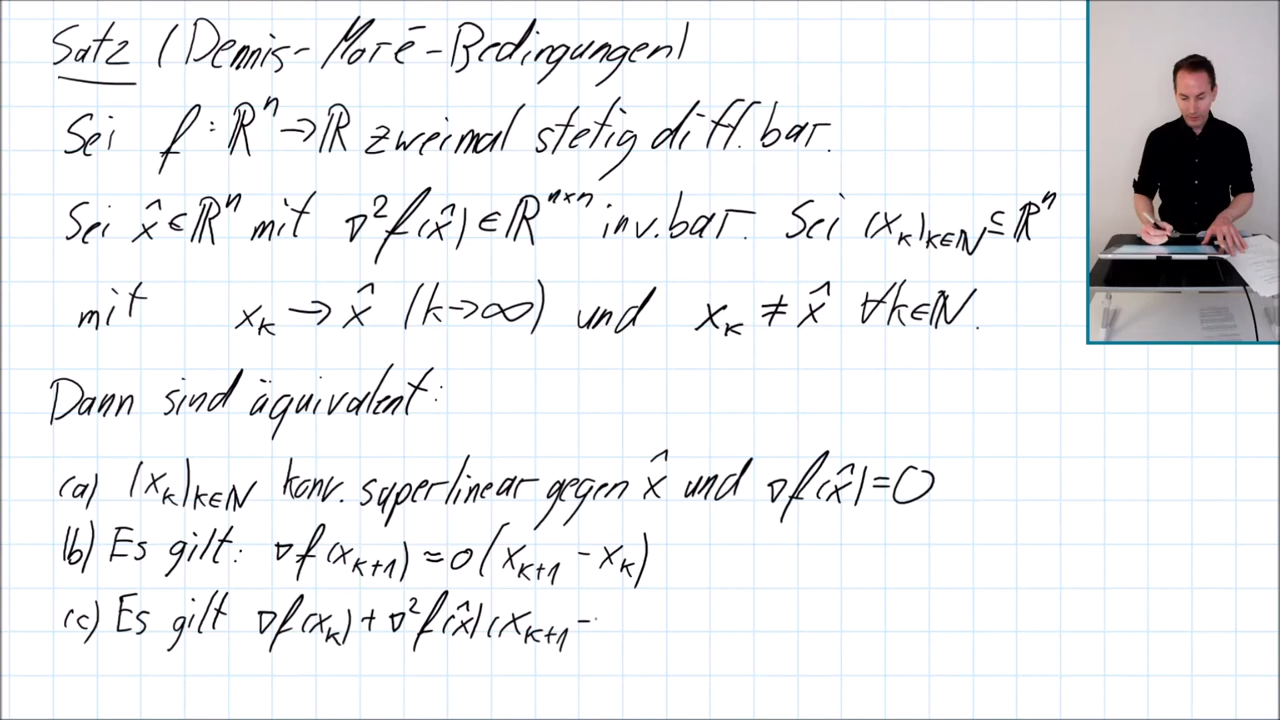 Satz (Dennis-Moré-Bedingungen)
Sei f : ℝⁿ → ℝ zweimal stetig diff.bar.
Sei x̂ ∈ ℝⁿ mit ∇²f(x̂) ∈ ℝⁿˣⁿ inv.bar. Sei (xₖ)ₖ∈ℕ ⊆ ℝⁿ
mit xₖ → x̂ (k→∞) und xₖ ≠ x̂ ∀k∈ℕ.
Dann sind äquivalent:
(a) (xₖ)ₖ∈ℕ konv. superlinear gegen x̂ und ∇f(x̂)=0
(b) Es gilt: ∇f(xₖ₊₁) = o(xₖ₊₁ - xₖ)
(c) Es gilt ∇f(xₖ) + ∇²f(x̂)(xₖ₊₁ -